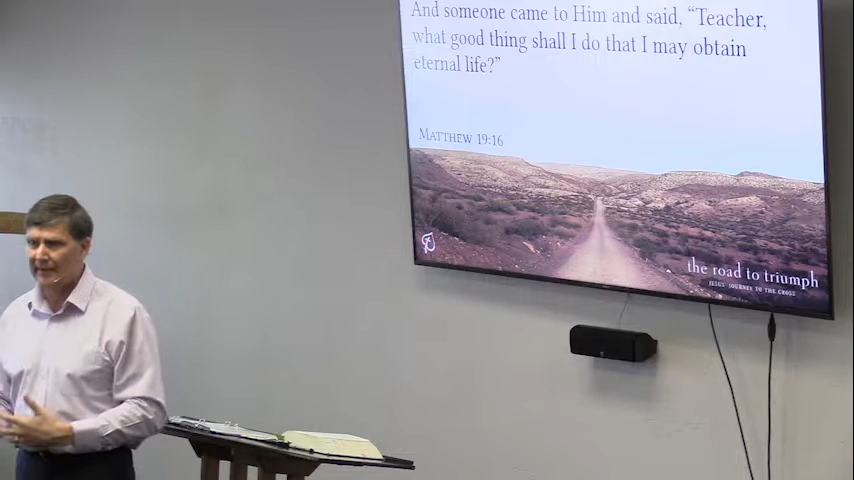 And someone came to Him and said, “Teacher,
what good thing shall I do that I may obtain
eternal life?”
Matthew 19:16
the road to triumph
JESUS' JOURNEY TO THE CROSS